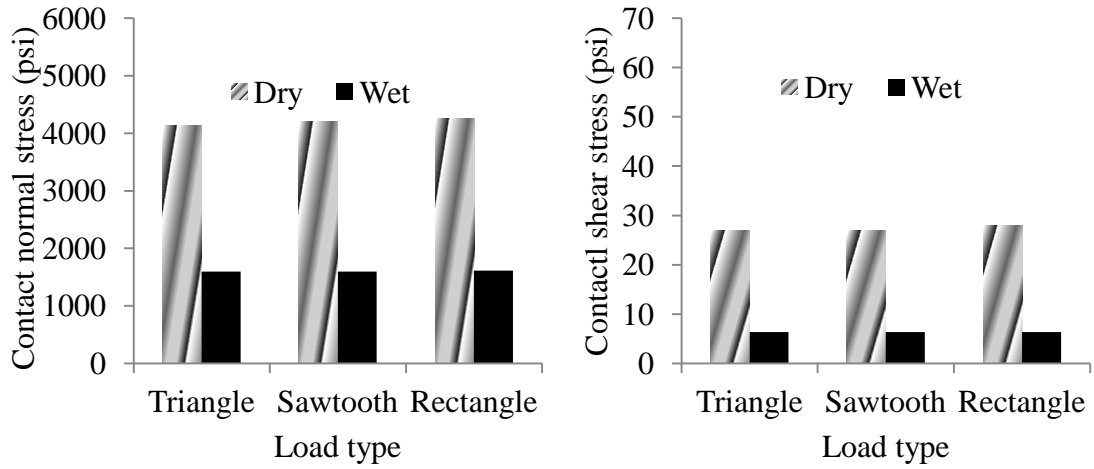 Contact normal stress (psi)
6000
5000
4000
3000
2000
1000
0
Dry
Wet
Triangle
Sawtooth
Rectangle
Load type
Contactl shear stress (psi)
70
60
50
40
30
20
10
0
Dry
Wet
Triangle
Sawtooth
Rectangle
Load type